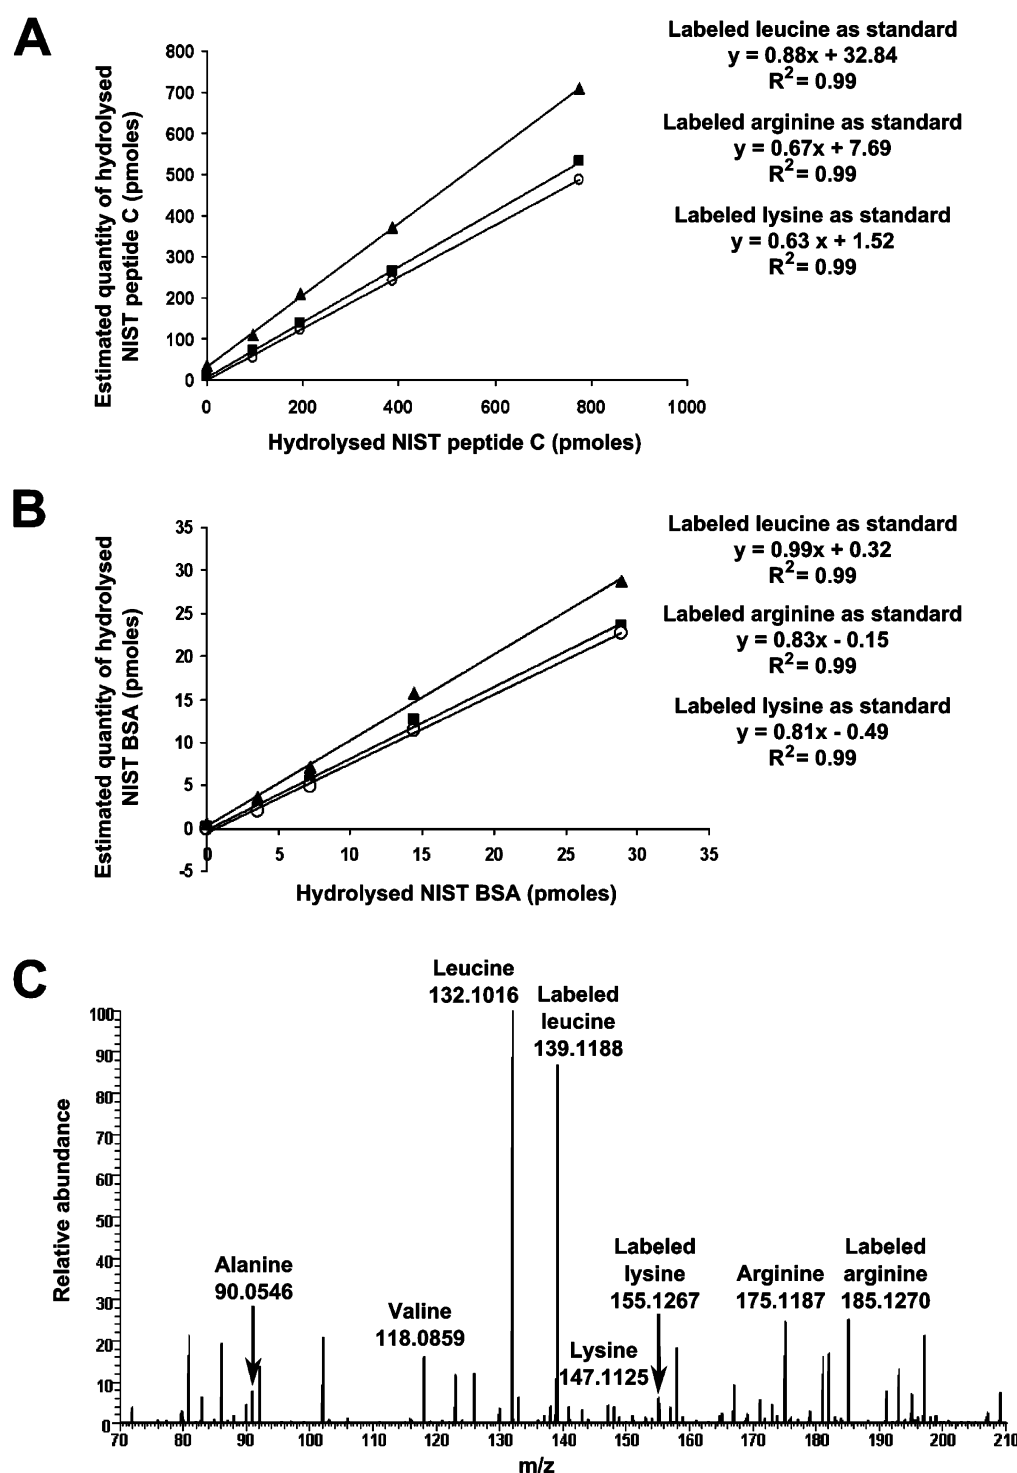 A
Labeled leucine as standard
y = 0.88x + 32.84
R2 = 0.99
Labeled arginine as standard
y = 0.67x + 7.69
R2 = 0.99
Labeled lysine as standard
y = 0.63 x + 1.52
R2 = 0.99
Estimated quantity of hydrolysed
NIST peptide C (pmoles)
800
700
600
500
400
300
200
100
0
0 200 400 600 800 1000
Hydrolysed NIST peptide C (pmoles)
B
Labeled leucine as standard
y = 0.99x + 0.32
R2 = 0.99
Labeled arginine as standard
y = 0.83x - 0.15
R2 = 0.99
Labeled lysine as standard
y = 0.81x - 0.49
R2 = 0.99
Estimated quantity of hydrolysed
NIST BSA (pmoles)
35
30
25
20
15
10
5
0
-5
0 5 10 15 20 25 30 35
Hydrolysed NIST BSA (pmoles)
C
Leucine
132.1016
Labeled
leucine
139.1188
Alanine
90.0546
Valine
118.0859
Lysine
147.1125
Labeled
lysine
155.1267
Arginine
175.1187
Labeled
arginine
185.1270
Relative abundance
100
90
80
70
60
50
40
30
20
10
0
70 80 90 100 110 120 130 140 150 160 170 180 190 200 210
m/z